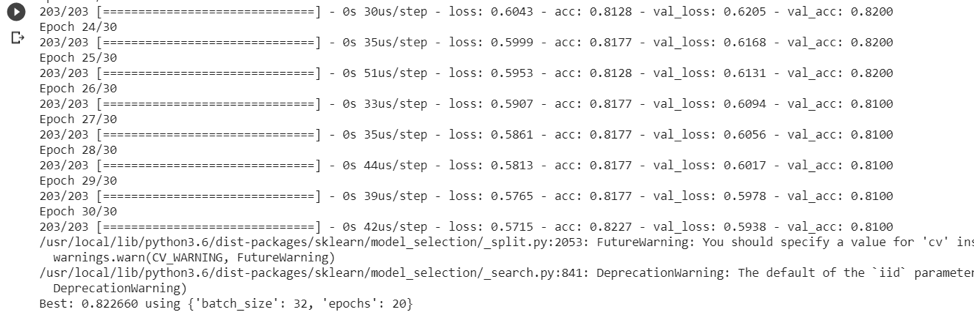 203/203 [==============================] - 0s 30us/step - loss: 0.6043 - acc: 0.8128 - val_loss: 0.6205 - val_acc: 0.8200
Epoch 24/30
203/203 [==============================] - 0s 35us/step - loss: 0.5999 - acc: 0.8177 - val_loss: 0.6168 - val_acc: 0.8200
Epoch 25/30
203/203 [==============================] - 0s 51us/step - loss: 0.5953 - acc: 0.8128 - val_loss: 0.6131 - val_acc: 0.8200
Epoch 26/30
203/203 [==============================] - 0s 33us/step - loss: 0.5907 - acc: 0.8177 - val_loss: 0.6094 - val_acc: 0.8100
Epoch 27/30
203/203 [==============================] - 0s 35us/step - loss: 0.5861 - acc: 0.8177 - val_loss: 0.6056 - val_acc: 0.8100
Epoch 28/30
203/203 [==============================] - 0s 44us/step - loss: 0.5813 - acc: 0.8177 - val_loss: 0.6017 - val_acc: 0.8100
Epoch 29/30
203/203 [==============================] - 0s 39us/step - loss: 0.5765 - acc: 0.8177 - val_loss: 0.5978 - val_acc: 0.8100
Epoch 30/30
203/203 [==============================] - 0s 42us/step - loss: 0.5715 - acc: 0.8227 - val_loss: 0.5938 - val_acc: 0.8100
/usr/local/lib/python3.6/dist-packages/sklearn/model_selection/_split.py:2053: FutureWarning: You should specify a value for 'cv' ins
warnings.warn(CV_WARNING, FutureWarning)
/usr/local/lib/python3.6/dist-packages/sklearn/model_selection/_search.py:841: DeprecationWarning: The default of the `iid` parameter
DeprecationWarning)
Best: 0.822660 using {'batch_size': 32, 'epochs': 20}